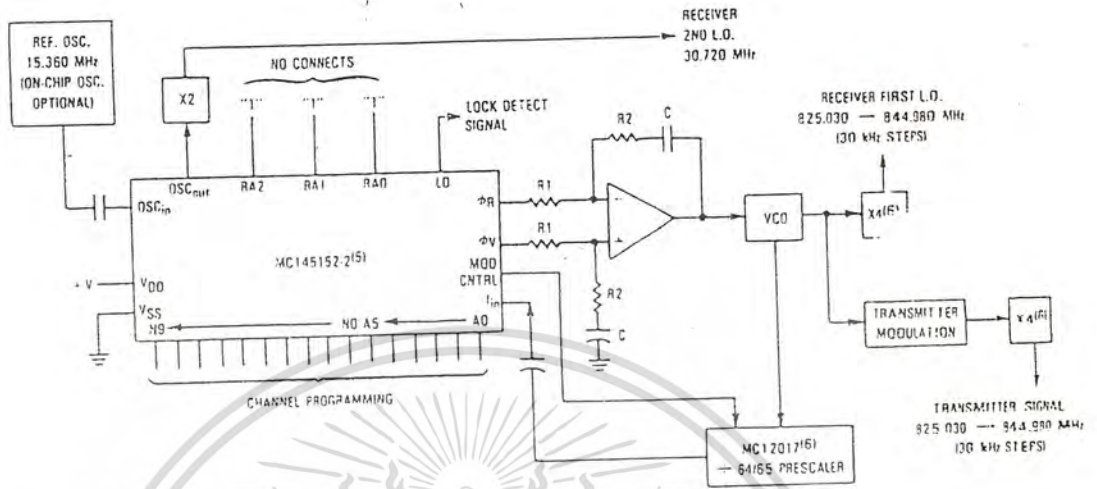 REF. OSC.
15.360 MHz
(ON-CHIP OSC.
OPTIONAL)
X2
NO CONNECTS
"1"
"1"
"1"
RECEIVER
2ND L.O.
30.720 MHz
LOCK DETECT
SIGNAL
RECEIVER FIRST L.O.
825.030 → 844.980 MHz
(30 kHz STEPS)
OSCout
RA2
RA1
RA0
LD
OSCin
R2
C
ΦR
R1
−
VCO
X4(6)
ΦV
R1
+
MC145152-2(5)
MOD
CNTRL
+ V
VDD
fin
R2
VSS
N9
N0 A5
A0
C
TRANSMITTER
MODULATION
X4(6)
CHANNEL PROGRAMMING
MC12017(6)
÷ 64/65 PRESCALER
TRANSMITTER SIGNAL
825.030 → 844.980 MHz
(30 kHz STEPS)